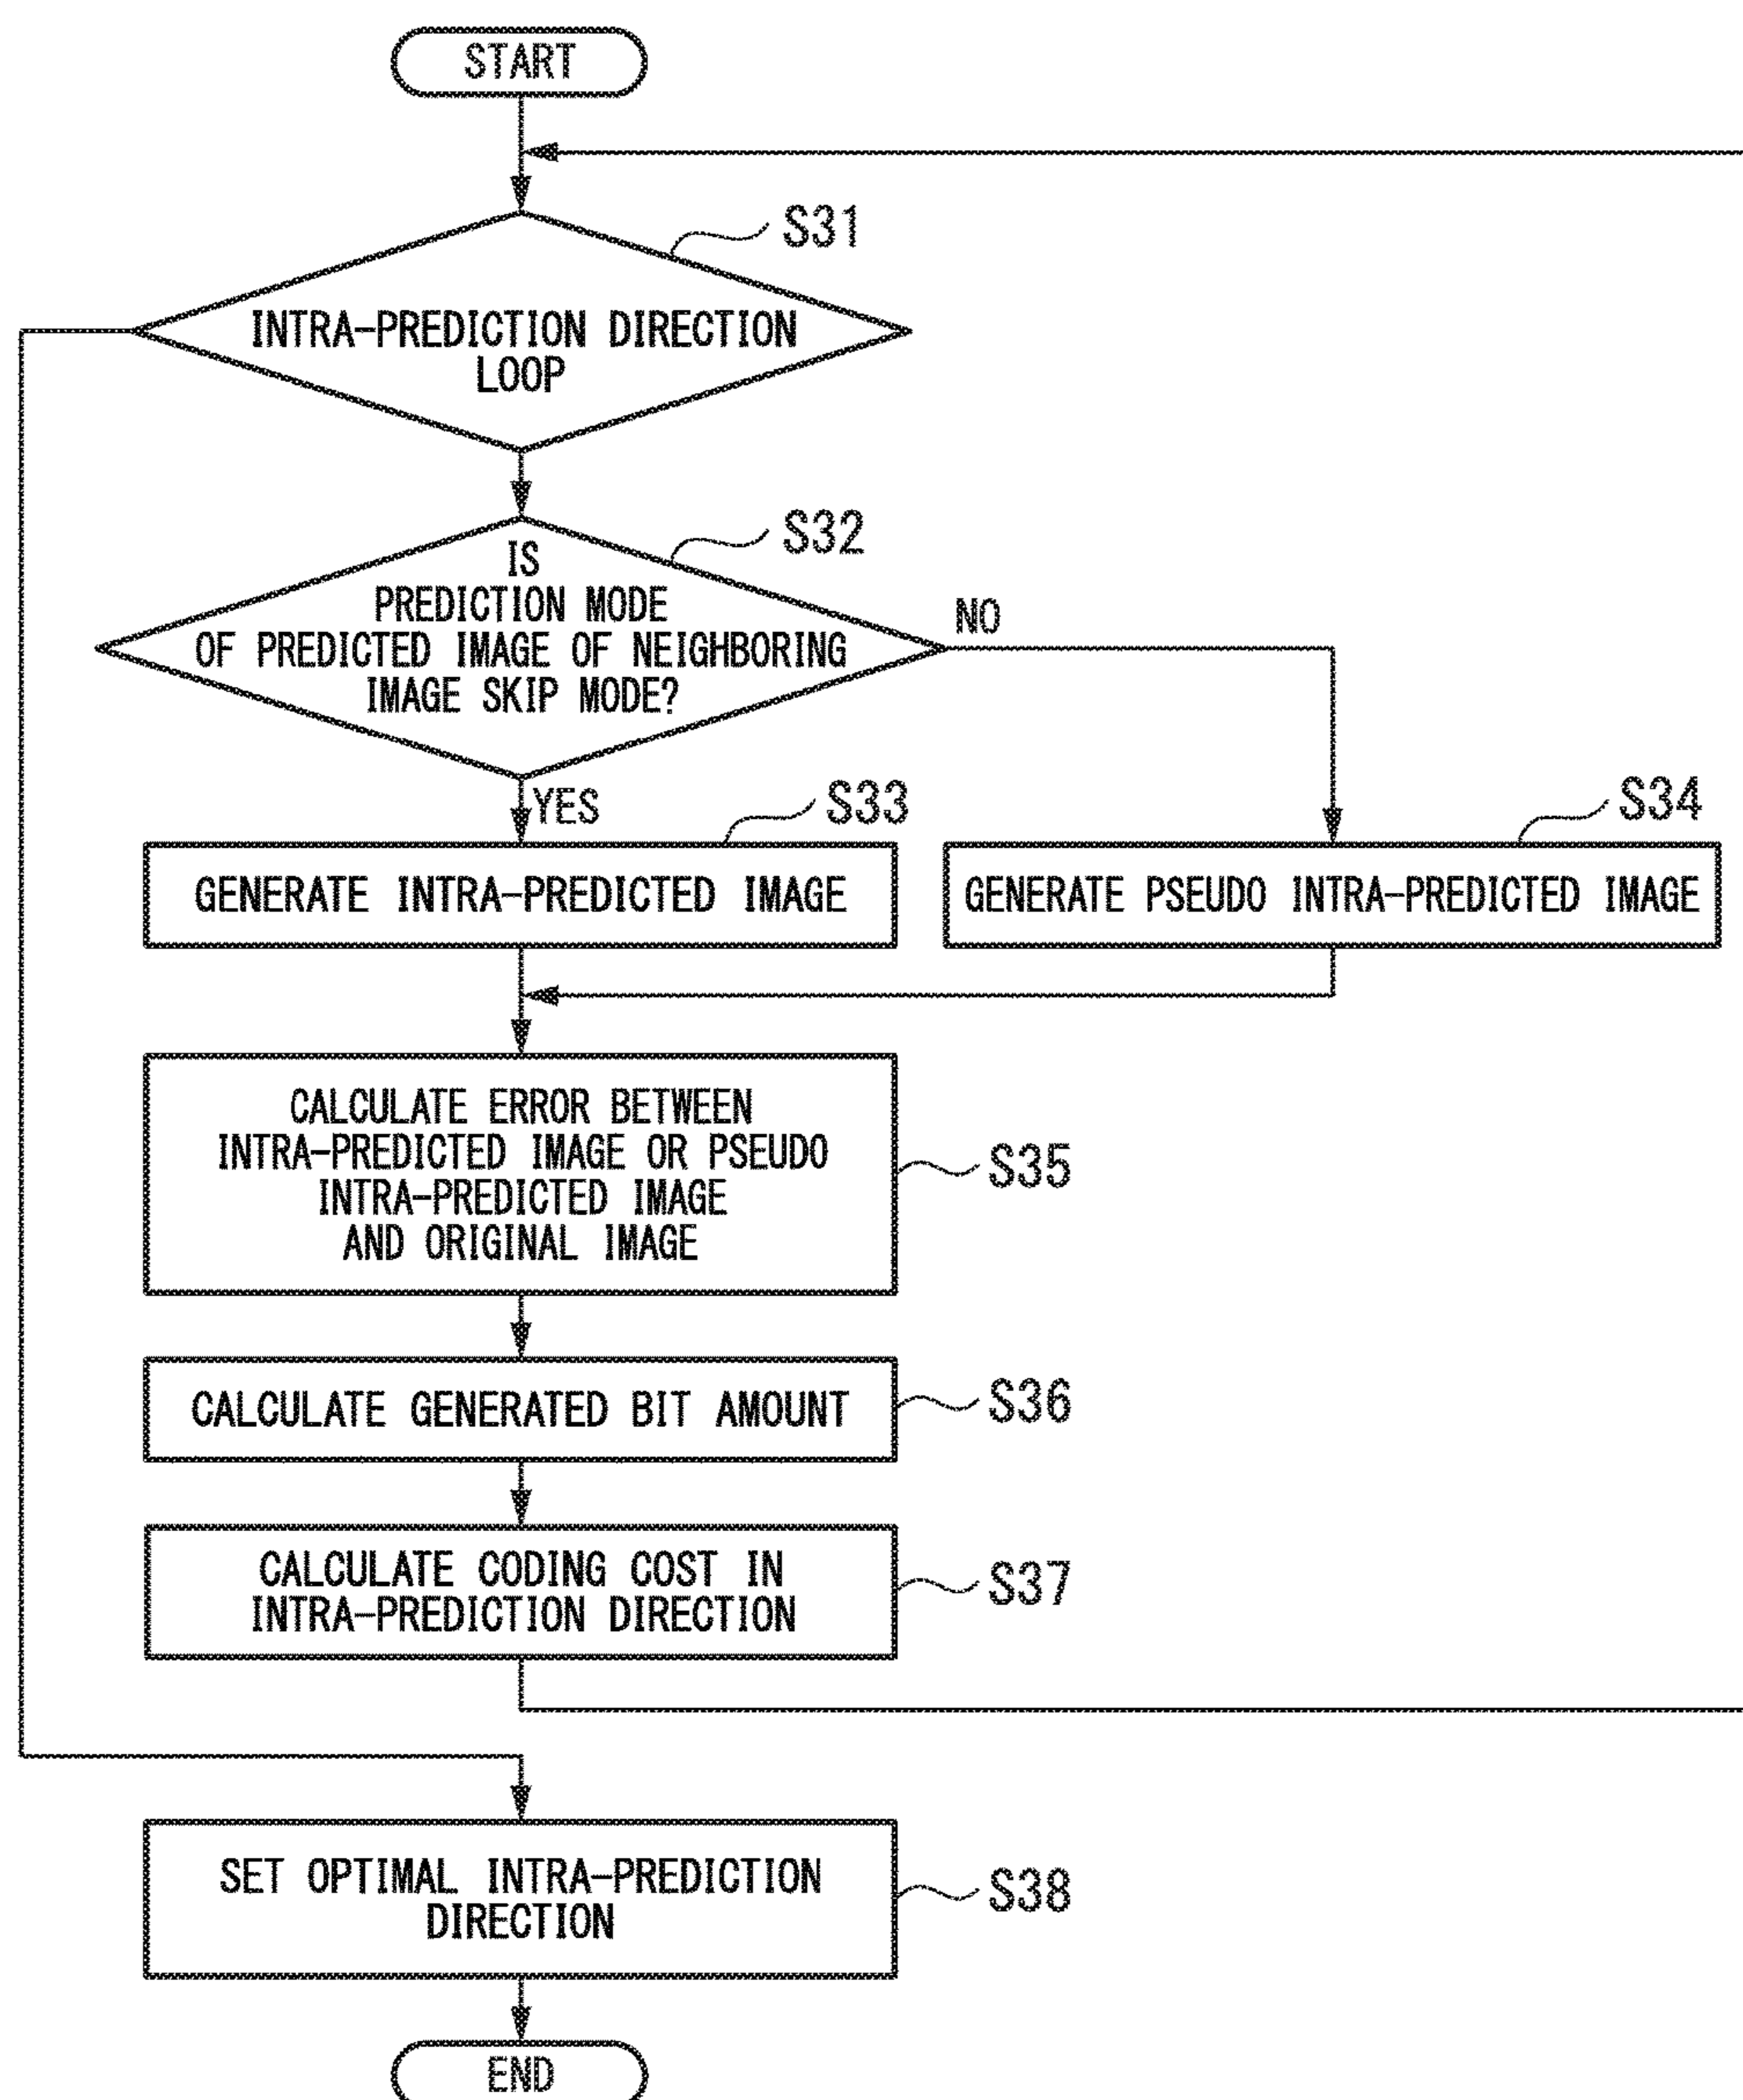 START
S31
INTRA-PREDICTION DIRECTION
LOOP
S32
IS
PREDICTION MODE
OF PREDICTED IMAGE OF NEIGHBORING
IMAGE SKIP MODE?
NO
YES
S33
S34
GENERATE INTRA-PREDICTED IMAGE
GENERATE PSEUDO INTRA-PREDICTED IMAGE
CALCULATE ERROR BETWEEN
INTRA-PREDICTED IMAGE OR PSEUDO
INTRA-PREDICTED IMAGE
AND ORIGINAL IMAGE
S35
CALCULATE GENERATED BIT AMOUNT
S36
CALCULATE CODING COST IN
INTRA-PREDICTION DIRECTION
S37
SET OPTIMAL INTRA-PREDICTION
DIRECTION
S38
END